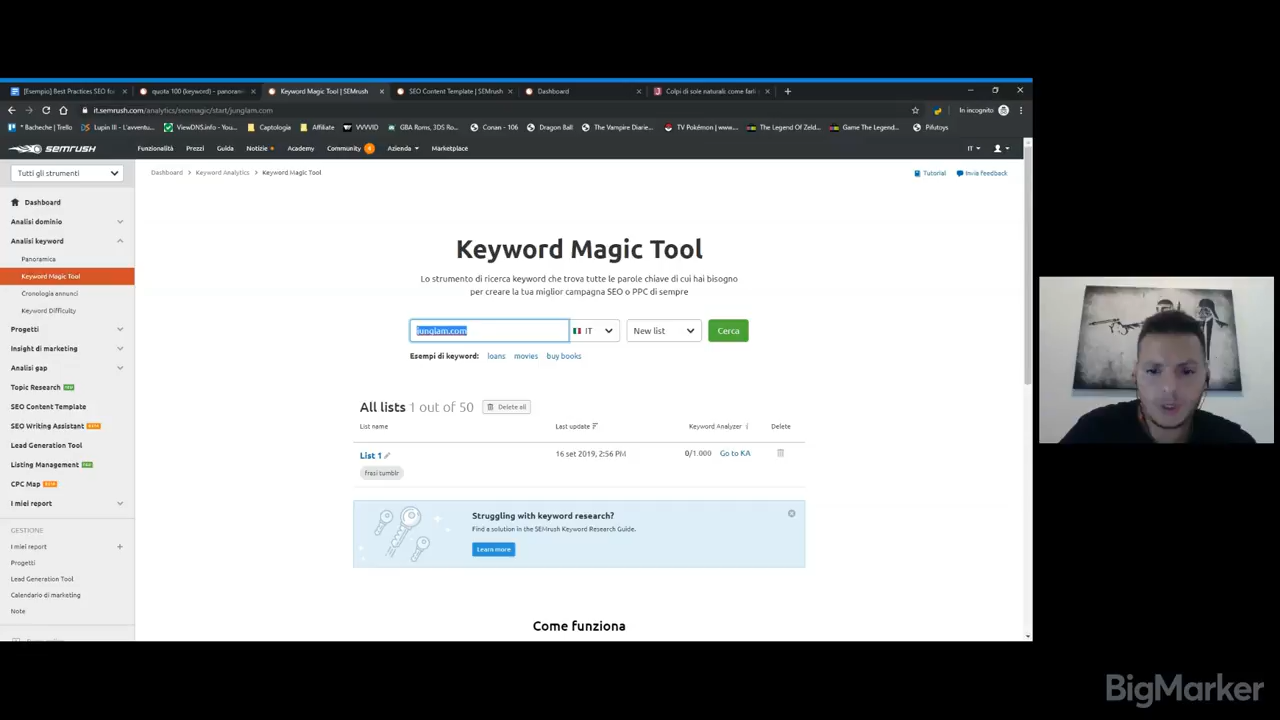 [Esempio] Best Practices SEO fo
quota 100 (keyword) - panorami
Keyword Magic Tool | SEMrush
SEO Content Template | SEMrush
Dashboard
Colpi di sole naturali: come farli
it.semrush.com/analytics/seomagic/start/junglam.com
In incognito
* Bacheche | Trello
Lupin III - L'avventu...
ViewDNS.info - You...
Captologia
Affiliate
VVVVID
GBA Roms, 3DS Ro...
Conan - 106
Dragon Ball
The Vampire Diarie...
TV Pokémon | www....
The Legend Of Zeld...
Game The Legend...
Pifutoys
SEMRUSH
Funzionalità
Prezzi
Guida
Notizie
Academy
Community 4
Azienda
Marketplace
IT
Tutti gli strumenti
Dashboard > Keyword Analytics > Keyword Magic Tool
Tutorial
Invia feedback
Dashboard
Analisi dominio
Analisi keyword
Panoramica
Keyword Magic Tool
Cronologia annunci
Keyword Difficulty
Progetti
Insight di marketing
Analisi gap
Topic Research
SEO Content Template
SEO Writing Assistant BETA
Lead Generation Tool
Listing Management
CPC Map BETA
I miei report
GESTIONE
I miei report
Progetti
Lead Generation Tool
Calendario di marketing
Note
Keyword Magic Tool
Lo strumento di ricerca keyword che trova tutte le parole chiave di cui hai bisogno
per creare la tua miglior campagna SEO o PPC di sempre
junglam.com
IT
New list
Cerca
Esempi di keyword: loans movies buy books
All lists 1 out of 50
Delete all
List name
Last update
Keyword Analyzer
Delete
List 1
16 set 2019, 2:56 PM
0/1.000
Go to KA
frasi tumblr
Struggling with keyword research?
Find a solution in the SEMrush Keyword Research Guide.
Learn more
Come funziona
BigMarker